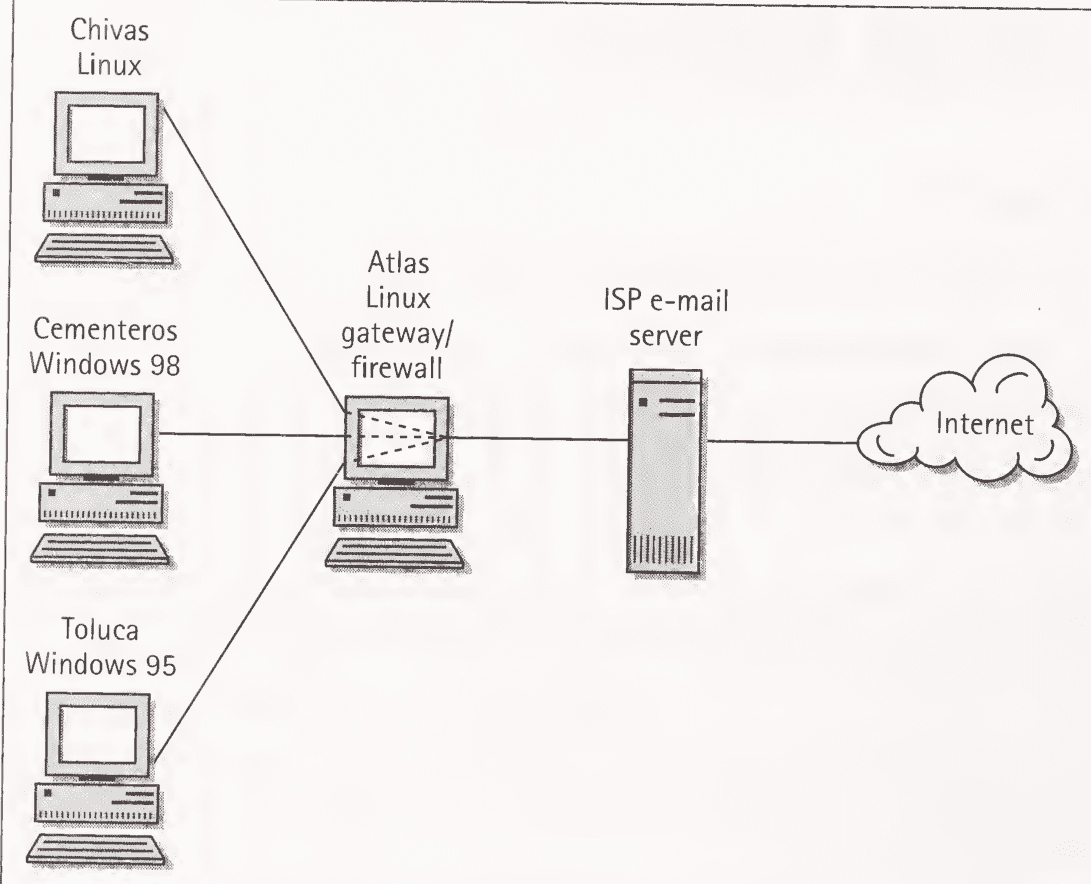 Chivas
Linux
Atlas
Linux
gateway/
firewall
ISP e-mail
server
Cementeros
Windows 98
Internet
Toluca
Windows 95